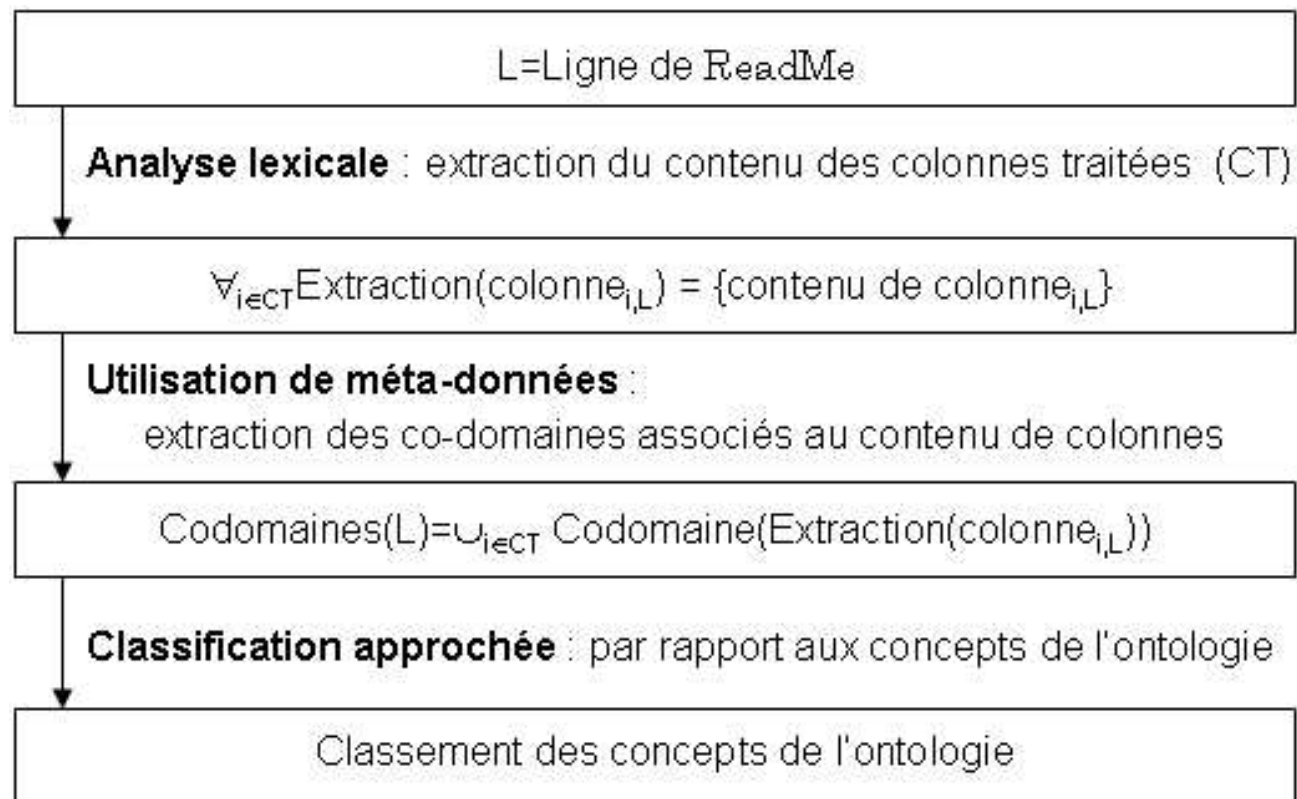 L=Ligne de ReadMe
Analyse lexicale : extraction du contenu des colonnes traitées (CT)
∀i∈CTExtraction(colonnei,L) = {contenu de colonnei,L}
Utilisation de méta-données :
extraction des co-domaines associés au contenu de colonnes
Codomaines(L)=∪i∈CT Codomaine(Extraction(colonnei,L))
Classification approchée : par rapport aux concepts de l'ontologie
Classement des concepts de l'ontologie